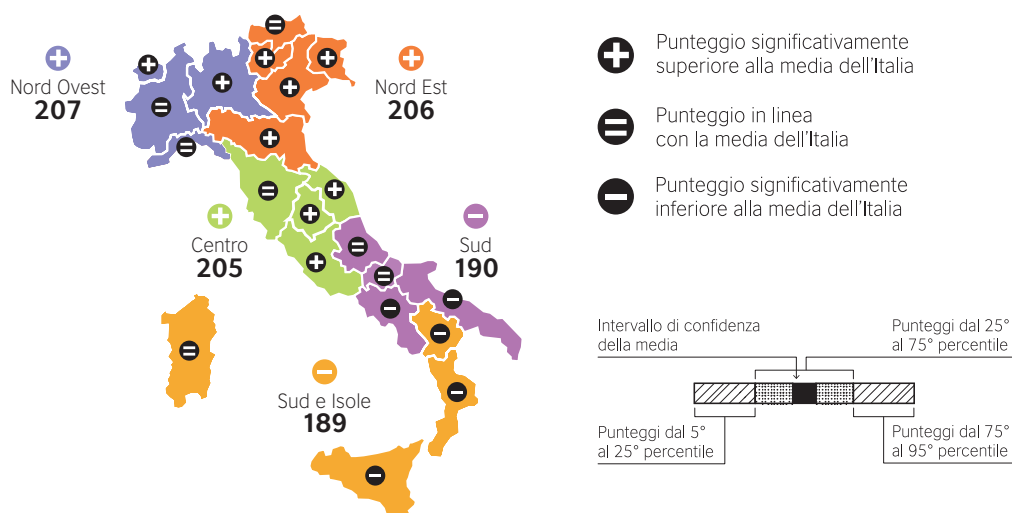 Nord Ovest
207
Nord Est
206
Centro
205
Sud
190
Sud e Isole
189
Punteggio significativamente
superiore alla media dell'Italia
Punteggio in linea
con la media dell'Italia
Punteggio significativamente
inferiore alla media dell'Italia
Intervallo di confidenza
della media
Punteggi dal 25°
al 75° percentile
Punteggi dal 5°
al 25° percentile
Punteggi dal 75°
al 95° percentile